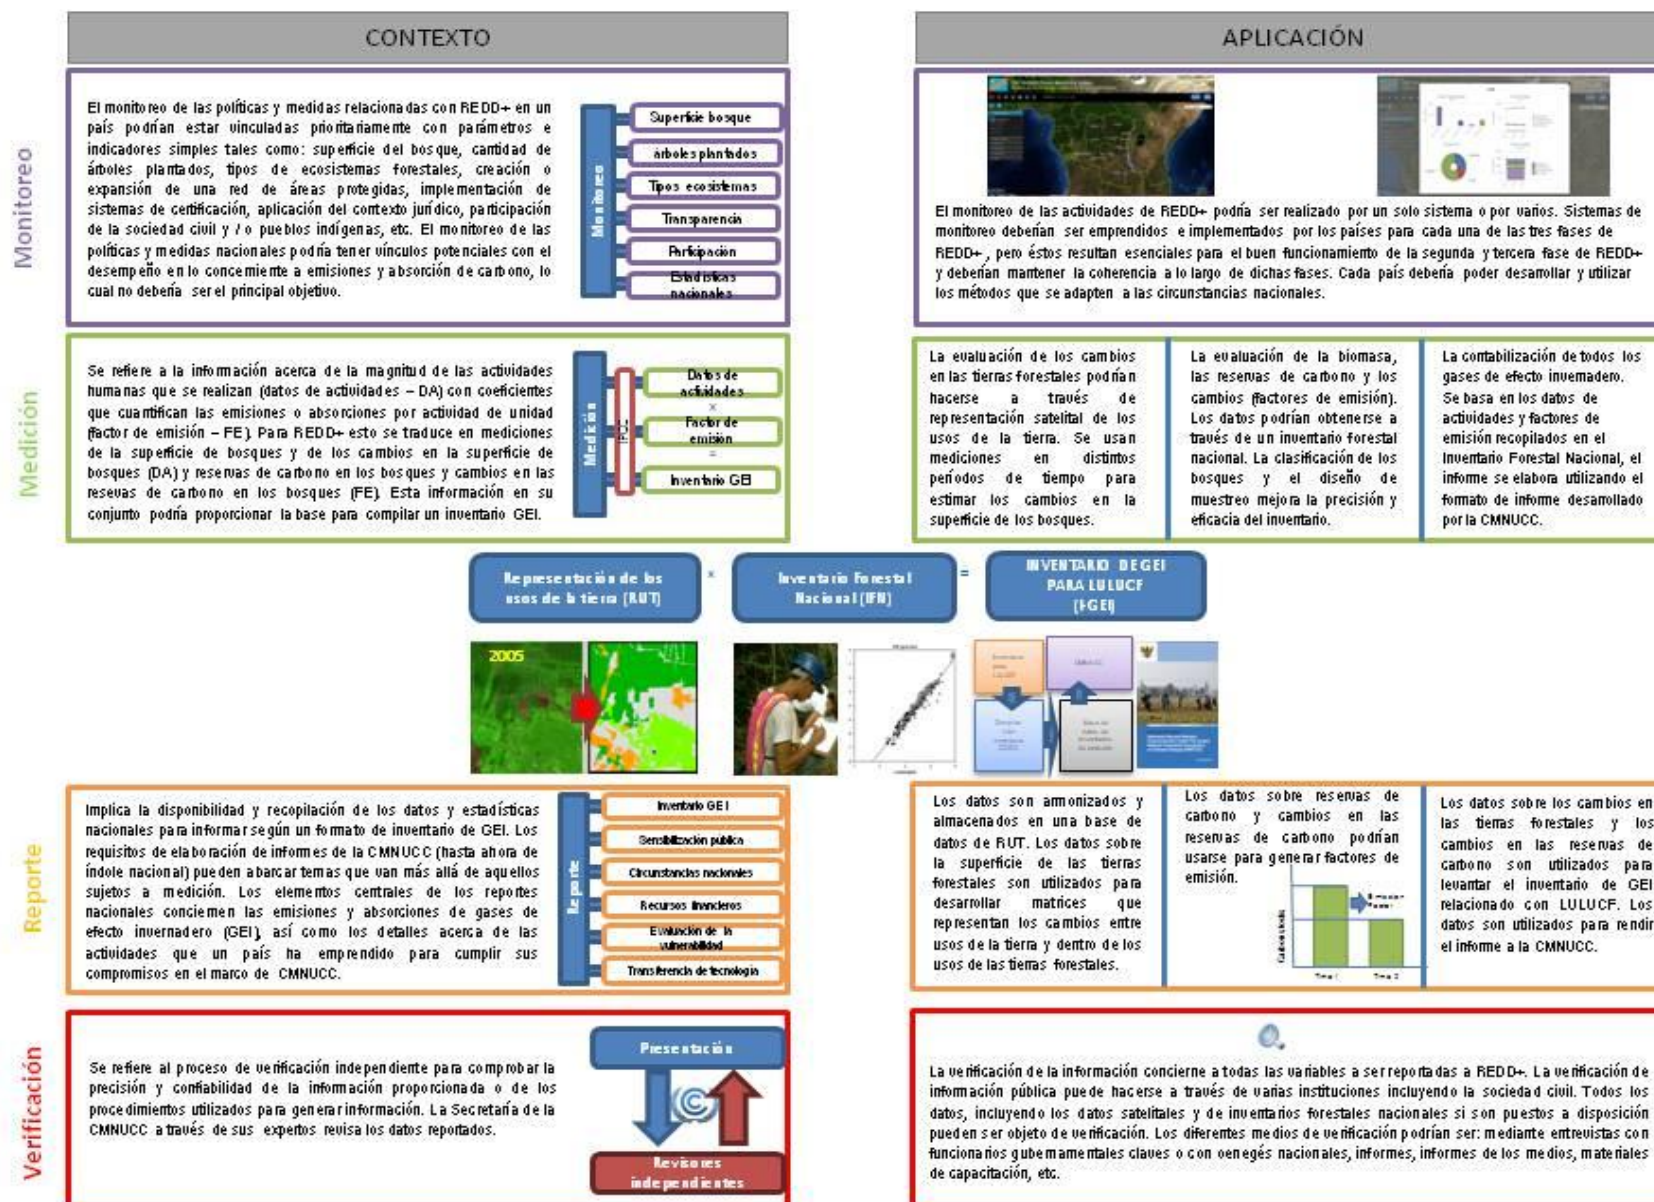 CONTEXTO
APLICACIÓN
Monitoreo
El monitoreo de las políticas y medidas relacionadas con REDD+ en un
país podrían estar vinculadas prioritariamente con parámetros e
indicadores simples tales como: superficie del bosque, cantidad de
árboles plantados, tipos de ecosistemas forestales, creación o
expansión de una red de áreas protegidas, implementación de
sistemas de certificación, aplicación del contexto jurídico, participación
de la sociedad civil y / o pueblos indígenas, etc. El monitoreo de las
políticas y medidas nacionales podría tener vínculos potenciales con el
desempeño en lo concerniente a emisiones y absorción de carbono, lo
cual no debería ser el principal objetivo.
Monitoreo
Superficie bosque
árboles plantados
Tipos ecosistemas
Transparencia
Participación
Estadísticas
nacionales
El monitoreo de las actividades de REDD+ podría ser realizado por un solo sistema o por varios. Sistemas de
monitoreo deberían ser emprendidos e implementados por los países para cada una de las tres fases de
REDD+, pero éstos resultan esenciales para el buen funcionamiento de la segunda y tercera fase de REDD+
y deberían mantener la coherencia a lo largo de dichas fases. Cada país debería poder desarrollar y utilizar
los métodos que se adapten a las circunstancias nacionales.
Medición
Se refiere a la información acerca de la magnitud de las actividades
humanas que se realizan (datos de actividades – DA) con coeficientes
que cuantifican las emisiones o absorciones por actividad de unidad
(factor de emisión – FE). Para REDD+ esto se traduce en mediciones
de la superficie de bosques y de los cambios en la superficie de
bosques (DA) y reservas de carbono en los bosques y cambios en las
resevas de carbono en los bosques (FE). Esta información en su
conjunto podría proporcionar la base para compilar un inventario GEI.
Medición
IPCC
Datos de
actividades
x
Factor de
emisión
=
Inventario GEI
La evaluación de los cambios
en las tierras forestales podrían
hacerse a través de
representación satelital de los
usos de la tierra. Se usan
mediciones en distintos
períodos de tiempo para
estimar los cambios en la
superficie de los bosques.
La evaluación de la biomasa,
las reservas de carbono y los
cambios (factores de emisión).
Los datos podrían obtenerse a
través de un inventario forestal
nacional. La clasificación de los
bosques y el diseño de
muestreo mejora la precisión y
eficacia del inventario.
La contabilización de todos los
gases de efecto invernadero.
Se basa en los datos de
actividades y factores de
emisión recopilados en el
Inventario Forestal Nacional, el
informe se elabora utilizando el
formato de informe desarrollado
por la CMNUCC.
Representación de los
usos de la tierra (RUT)
x
Inventario Forestal
Nacional (IFN)
=
INVENTARIO DE GEI
PARA LULUCF
(I-GEI)
2005
Reporte
Implica la disponibilidad y recopilación de los datos y estadísticas
nacionales para informar según un formato de inventario de GEI. Los
requisitos de elaboración de informes de la CMNUCC (hasta ahora de
índole nacional) pueden abarcar temas que van más allá de aquellos
sujetos a medición. Los elementos centrales de los reportes
nacionales conciernen las emisiones y absorciones de gases de
efecto invernadero (GEI), así como los detalles acerca de las
actividades que un país ha emprendido para cumplir sus
compromisos en el marco de CMNUCC.
Reporte
Inventario GEI
Sensibilización pública
Circunstancias nacionales
Recursos financieros
Evaluación de la
vulnerabilidad
Transferencia de tecnología
Los datos son armonizados y
almacenados en una base de
datos de RUT. Los datos sobre
la superficie de las tierras
forestales son utilizados para
desarrollar matrices que
representan los cambios entre
usos de la tierra y dentro de los
usos de las tierras forestales.
Los datos sobre reservas de
carbono y cambios en las
reservas de carbono podrían
usarse para generar factores de
emisión.
Time 1
Time 2
Los datos sobre los cambios en
las tierras forestales y los
cambios en las reservas de
carbono son utilizados para
levantar el inventario de GEI
relacionado con LULUCF. Los
datos son utilizados para rendir
el informe a la CMNUCC.
Verificación
Se refiere al proceso de verificación independiente para comprobar la
precisión y confiabilidad de la información proporcionada o de los
procedimientos utilizados para generar información. La Secretaría de la
CMNUCC a través de sus expertos revisa los datos reportados.
Presentación
©
Revisores
independientes
La verificación de la información concierne a todas las variables a ser reportadas a REDD+. La verificación de
información pública puede hacerse a través de varias instituciones incluyendo la sociedad civil. Todos los
datos, incluyendo los datos satelitales y de inventarios forestales nacionales si son puestos a disposición
pueden ser objeto de verificación. Los diferentes medios de verificación podrían ser: mediante entrevistas con
funcionarios gubernamentales claves o con oenegés nacionales, informes, informes de los medios, materiales
de capacitación, etc.